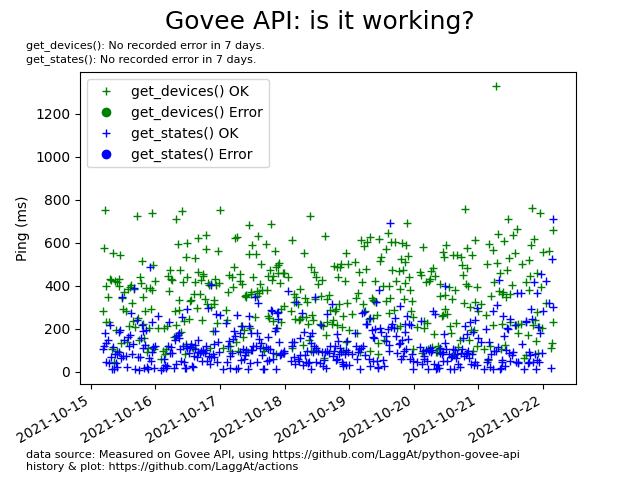 Govee API: is it working?
get_devices(): No recorded error in 7 days.
get_states(): No recorded error in 7 days.
get_devices() OK
get_devices() Error
get_states() OK
get_states() Error
Ping (ms)
1200
1000
800
600
400
200
0
2021-10-15
2021-10-16
2021-10-17
2021-10-18
2021-10-19
2021-10-20
2021-10-21
2021-10-22
data source: Measured on Govee API, using https://github.com/LaggAt/python-govee-api
history & plot: https://github.com/LaggAt/actions